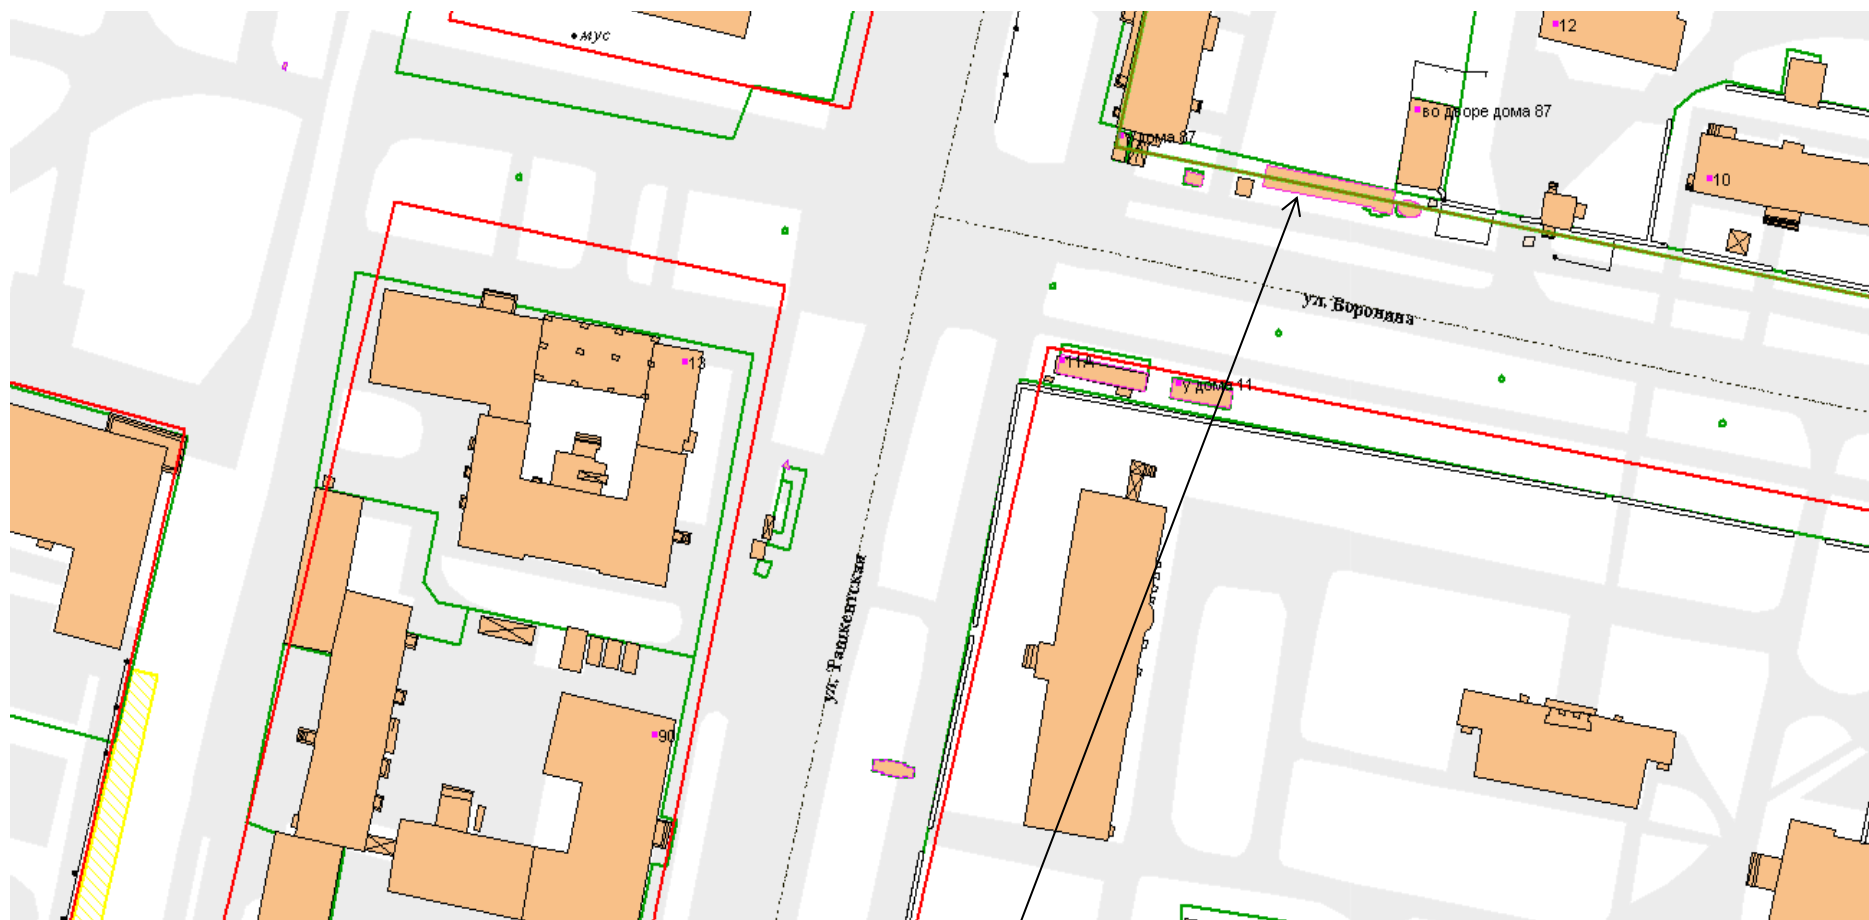 мус
12
во дворе дома 87
дома 87
10
ул. Воронина
13
11А
у дома 11
ул. Ташкентская
90